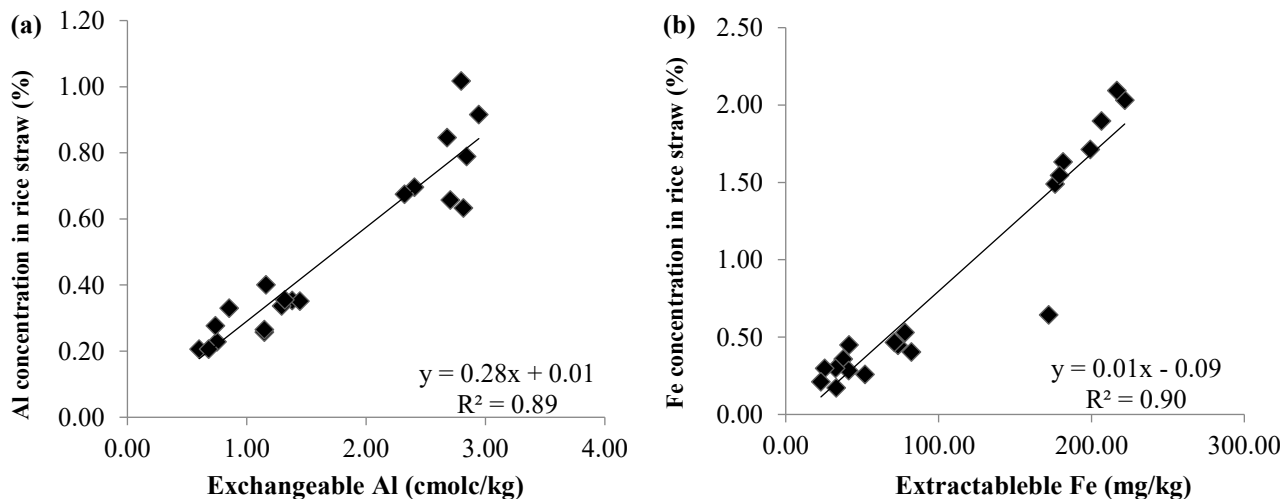 (a)
Al concentration in rice straw (%)
1.20
1.00
0.80
0.60
0.40
0.20
0.00
0.00 1.00 2.00 3.00 4.00
Exchangeable Al (cmolc/kg)
y = 0.28x + 0.01
R² = 0.89
(b)
Fe concentration in rice straw (%)
2.50
2.00
1.50
1.00
0.50
0.00
0.00 100.00 200.00 300.00
Extractableble Fe (mg/kg)
y = 0.01x - 0.09
R² = 0.90